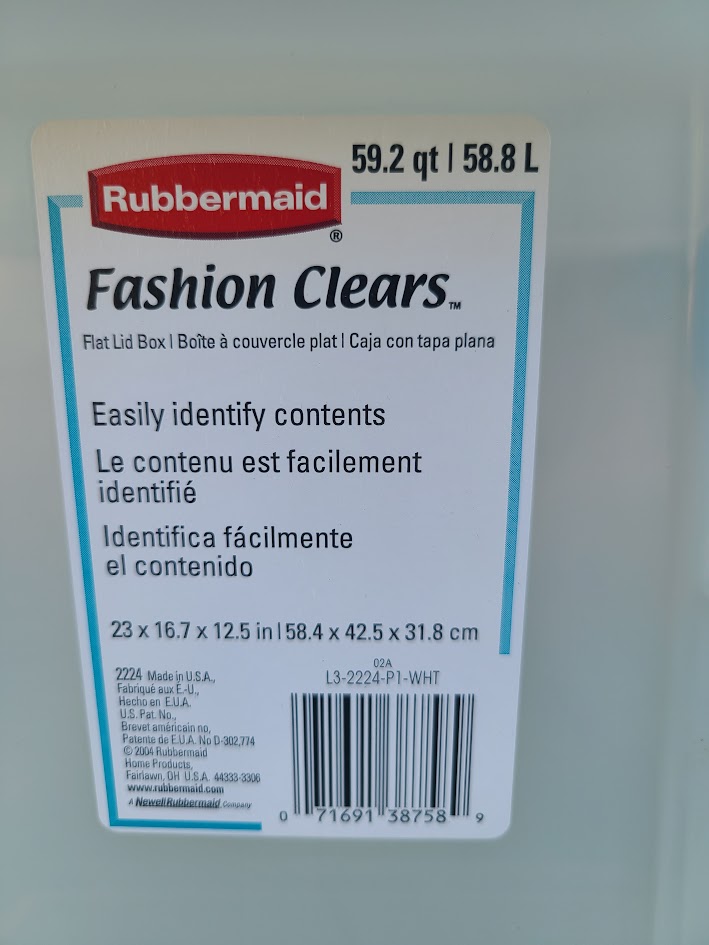 59.2 qt | 58.8 L
Rubbermaid
®
Fashion Clears™
Flat Lid Box | Boîte à couvercle plat | Caja con tapa plana
Easily identify contents
Le contenu est facilement
identifié
Identifica fácilmente
el contenido
23 x 16.7 x 12.5 in | 58.4 x 42.5 x 31.8 cm
2224 Made in U.S.A.,
Fabriqué aux E.-U.,
Hecho en E.U.A.
U.S. Pat. No.,
Brevet américain no,
Patente de E.U.A. No D-302,774
© 2004 Rubbermaid
Home Products,
Fairlawn, OH U.S.A. 44333-3306
www.rubbermaid.com
A NewellRubbermaid Company
02A
L3-2224-P1-WHT
0 71691 38758 9